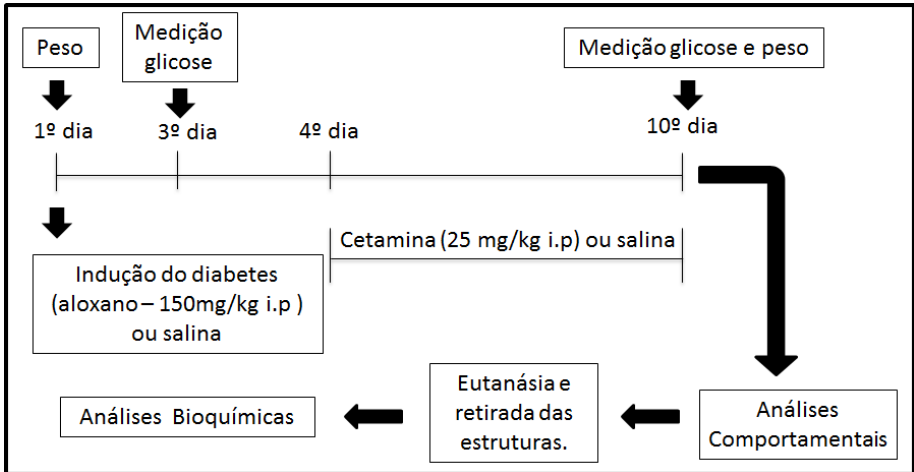 Peso
Medição
glicose
Medição glicose e peso
1º dia
3º dia
4º dia
10º dia
Cetamina (25 mg/kg i.p) ou salina
Indução do diabetes
(aloxano – 150mg/kg i.p )
ou salina
Análises Bioquímicas
Eutanásia e
retirada das
estruturas.
Análises
Comportamentais